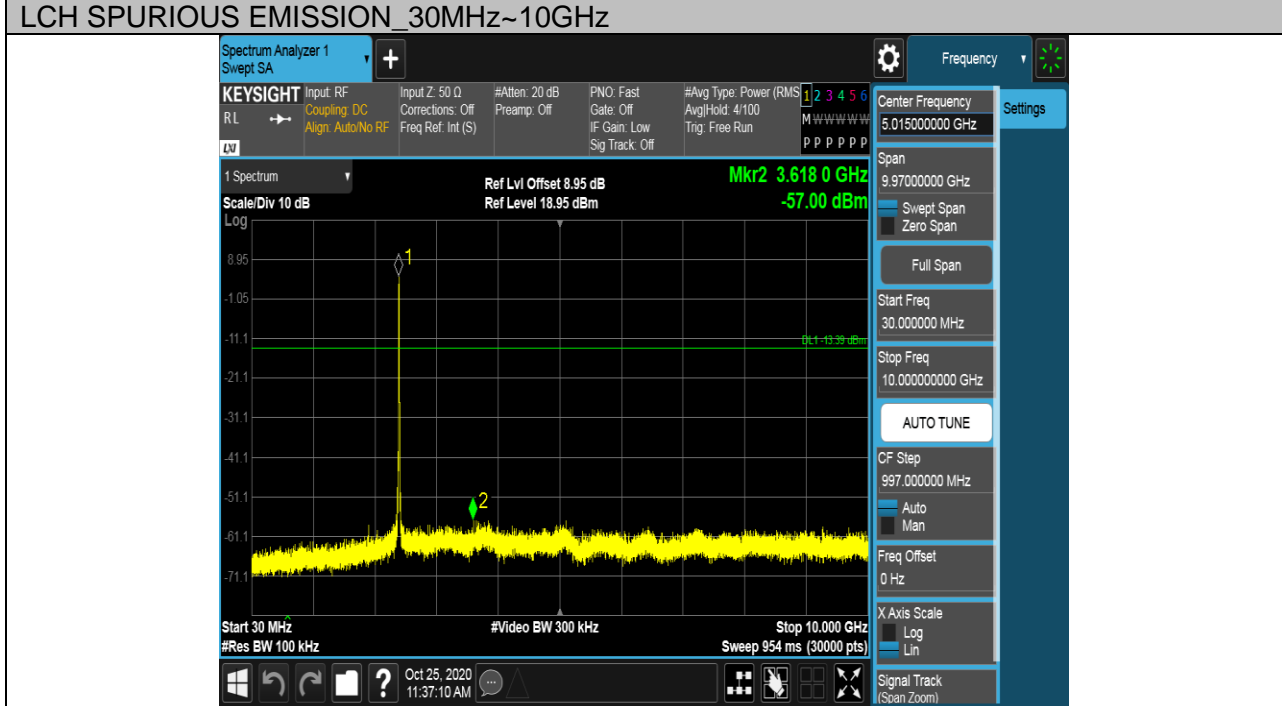 LCH SPURIOUS EMISSION_30MHz~10GHz
Spectrum Analyzer 1
Swept SA
+
Frequency
KEYSIGHT
RL
LXI
Input: RF
Coupling: DC
Align: Auto/No RF
Input Z: 50 Ω
Corrections: Off
Freq Ref: Int (S)
#Atten: 20 dB
Preamp: Off
PNO: Fast
Gate: Off
IF Gain: Low
Sig Track: Off
#Avg Type: Power (RMS
Avg|Hold: 4/100
Trig: Free Run
1 2 3 4 5 6
M W W W W W
P P P P P P
1 Spectrum
Scale/Div 10 dB
Log
Ref Lvl Offset 8.95 dB
Ref Level 18.95 dBm
Mkr2 3.618 0 GHz
-57.00 dBm
8.95
-1.05
-11.1
-21.1
-31.1
-41.1
-51.1
-61.1
-71.1
1
2
DL1 -13.39 dBm
Start 30 MHz
#Res BW 100 kHz
#Video BW 300 kHz
Stop 10.000 GHz
Sweep 954 ms (30000 pts)
Center Frequency
5.015000000 GHz
Span
9.97000000 GHz
Swept Span
Zero Span
Full Span
Start Freq
30.000000 MHz
Stop Freq
10.000000000 GHz
AUTO TUNE
CF Step
997.000000 MHz
Auto
Man
Freq Offset
0 Hz
X Axis Scale
Log
Lin
Signal Track
(Span Zoom)
Settings
?
Oct 25, 2020
11:37:10 AM